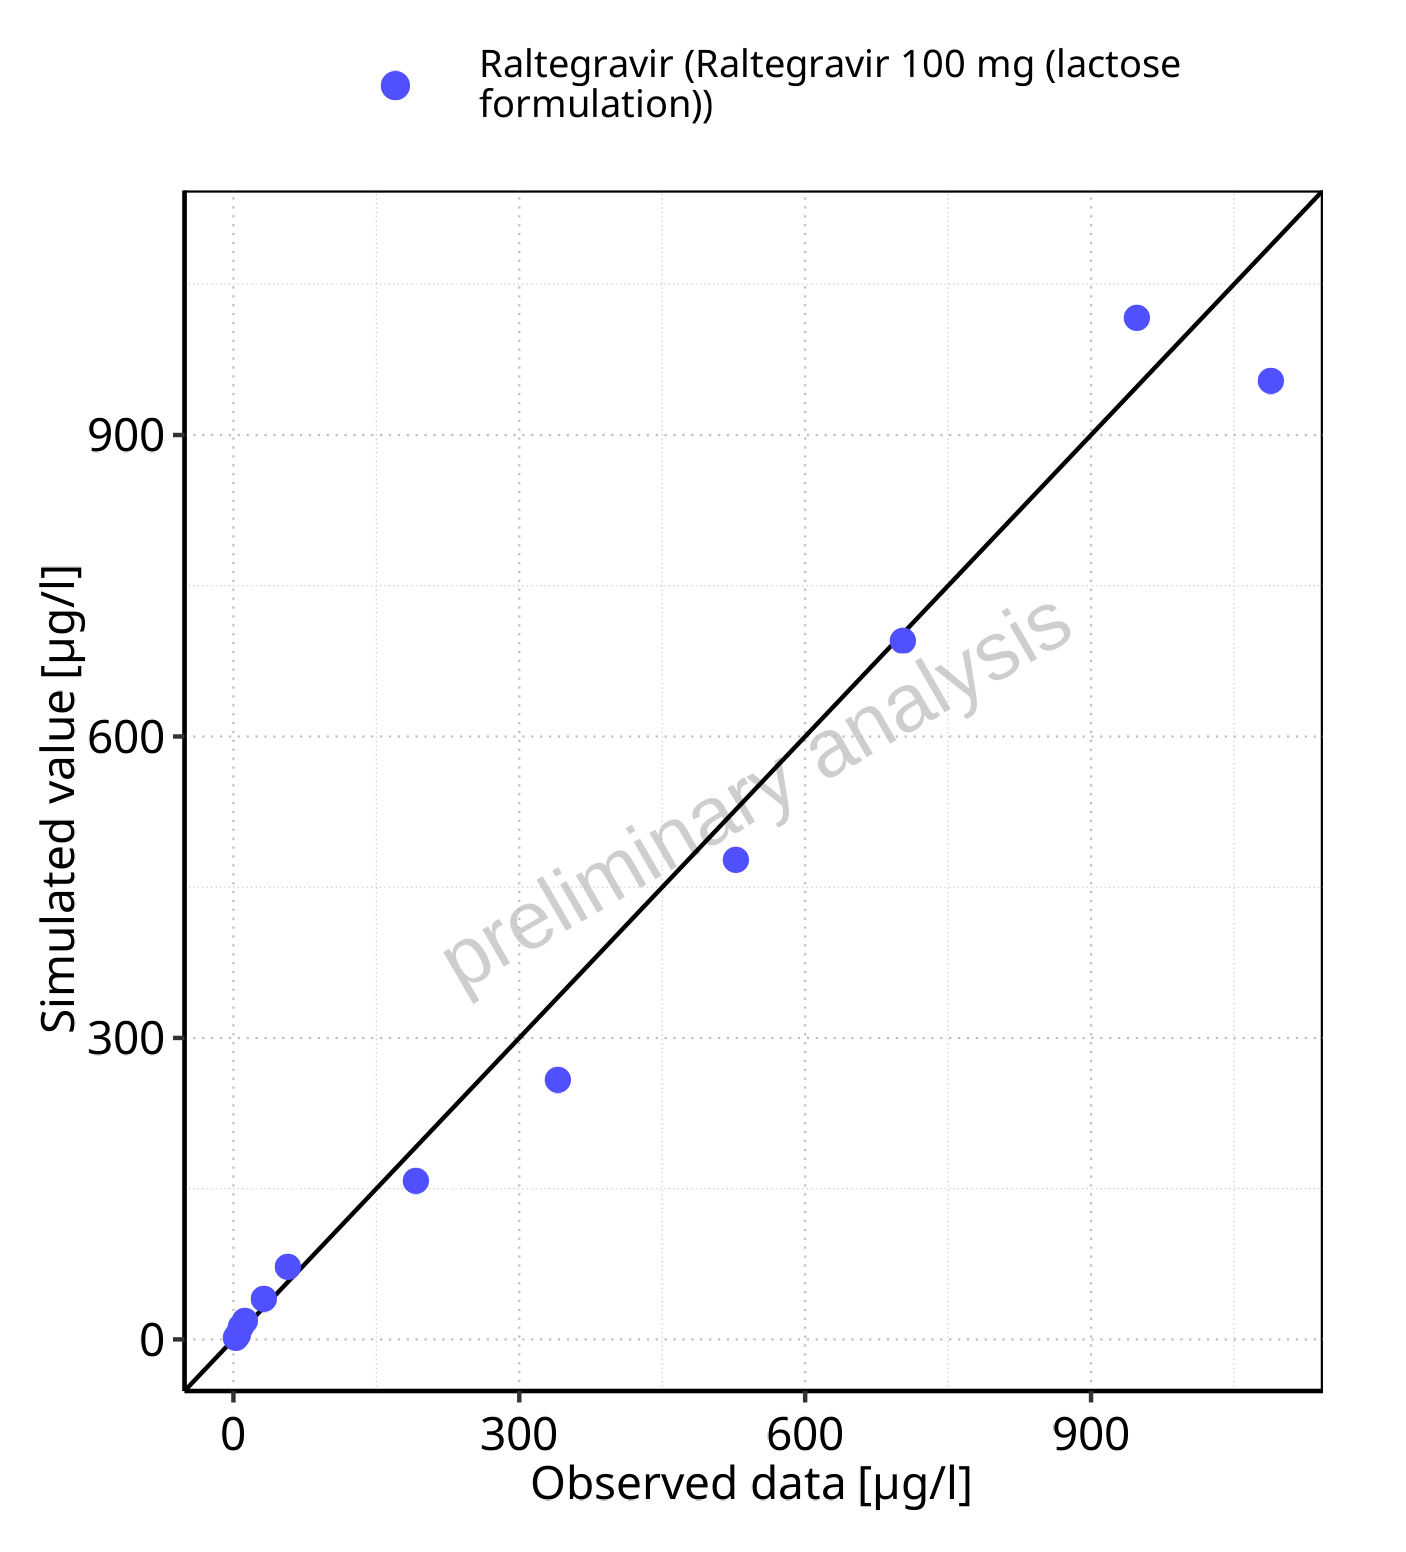 Raltegravir (Raltegravir 100 mg (lactose
formulation))
Simulated value [µg/l]
900
600
300
0
preliminary analysis
0 300 600 900
Observed data [µg/l]